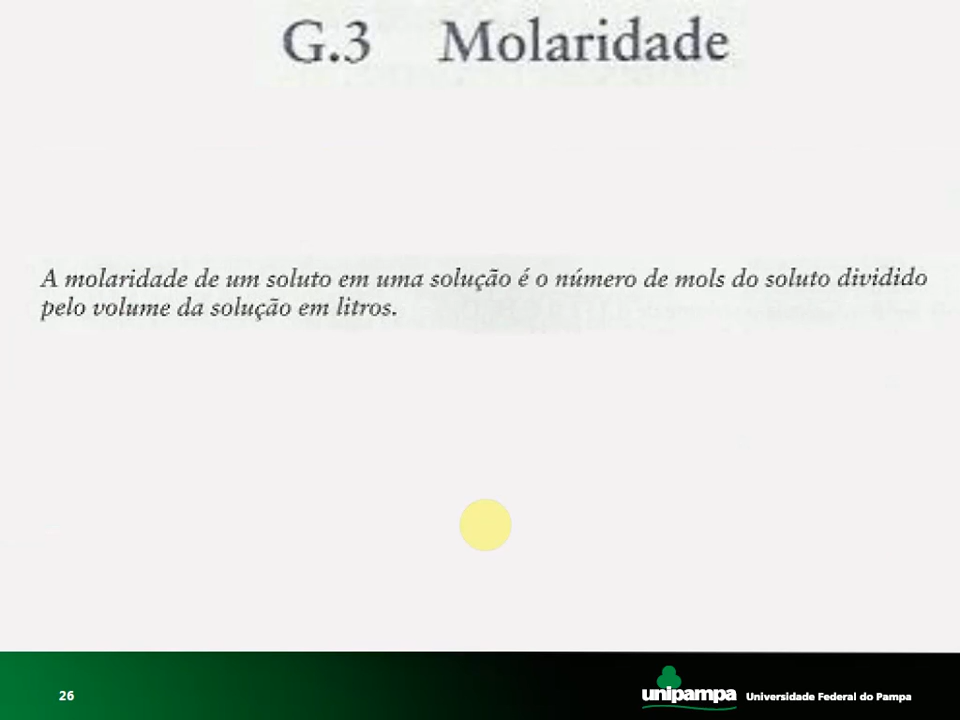 G.3 Molaridade
A molaridade de um soluto em uma solução é o número de mols do soluto dividido
pelo volume da solução em litros.
26
unipampa Universidade Federal do Pampa